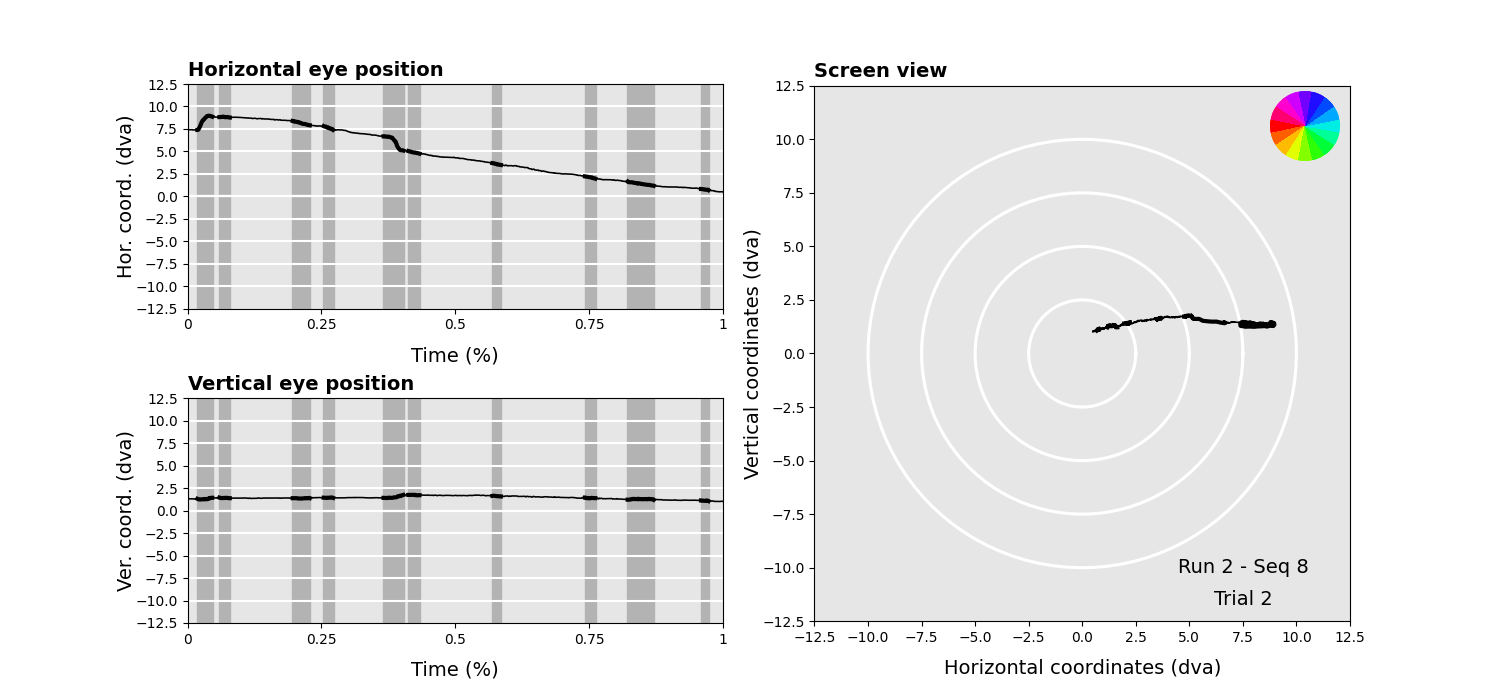 Horizontal eye position
12.5
10.0
7.5
5.0
2.5
0.0
−2.5
−5.0
−7.5
−10.0
−12.5
Hor. coord. (dva)
0 0.25 0.5 0.75 1
Time (%)
Vertical eye position
12.5
10.0
7.5
5.0
2.5
0.0
−2.5
−5.0
−7.5
−10.0
−12.5
Ver. coord. (dva)
0 0.25 0.5 0.75 1
Time (%)
Screen view
12.5
10.0
7.5
5.0
2.5
0.0
−2.5
−5.0
−7.5
−10.0
−12.5
Vertical coordinates (dva)
Run 2 - Seq 8
Trial 2
−12.5 −10.0 −7.5 −5.0 −2.5 0.0 2.5 5.0 7.5 10.0 12.5
Horizontal coordinates (dva)